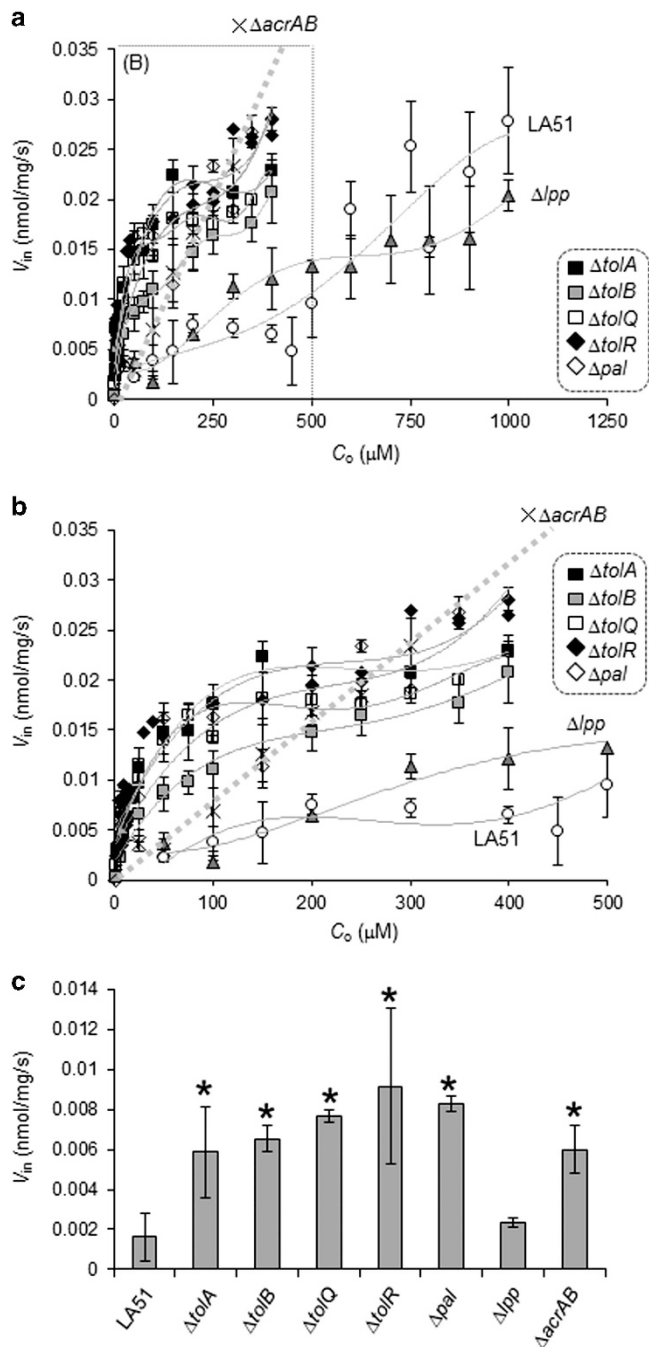 a
ΔacrAB
(B)
0.035
0.03
0.025
0.02
0.015
0.01
0.005
0
Vin (nmol/mg/s)
LA51
Δlpp
ΔtolA
ΔtolB
ΔtolQ
ΔtolR
Δpal
0 250 500 750 1000 1250
Co (μM)
b
ΔacrAB
0.035
0.03
0.025
0.02
0.015
0.01
0.005
0
Vin (nmol/mg/s)
ΔtolA
ΔtolB
ΔtolQ
ΔtolR
Δpal
Δlpp
LA51
0 100 200 300 400 500
Co (μM)
c
0.014
0.012
0.01
0.008
0.006
0.004
0.002
0
Vin (nmol/mg/s)
* * * * * *
LA51 ΔtolA ΔtolB ΔtolQ ΔtolR Δpal Δlpp ΔacrAB